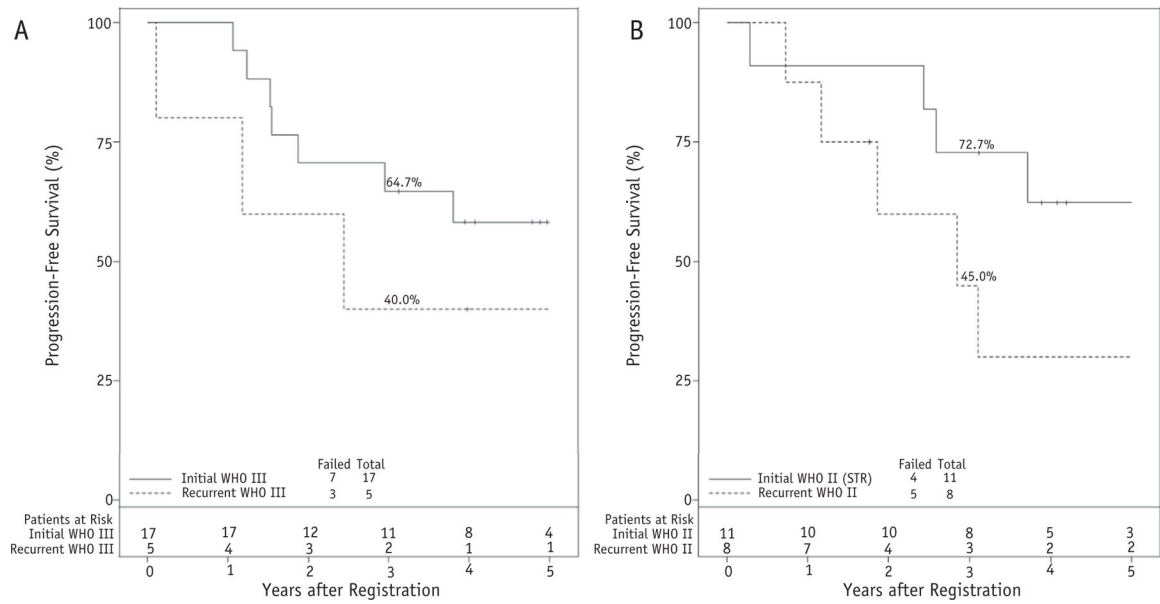 A
Progression-Free Survival (%)
100
75
50
25
0
64.7%
40.0%
Failed Total
Initial WHO III 7 17
Recurrent WHO III 3 5
Patients at Risk
Initial WHO III 17 17 12 11 8 4
Recurrent WHO III 5 4 3 2 1 1
0 1 2 3 4 5
Years after Registration
B
Progression-Free Survival (%)
100
75
50
25
0
72.7%
45.0%
Failed Total
Initial WHO II (STR) 4 11
Recurrent WHO II 5 8
Patients at Risk
Initial WHO II 11 10 10 8 5 3
Recurrent WHO II 8 7 4 3 2 2
0 1 2 3 4 5
Years after Registration